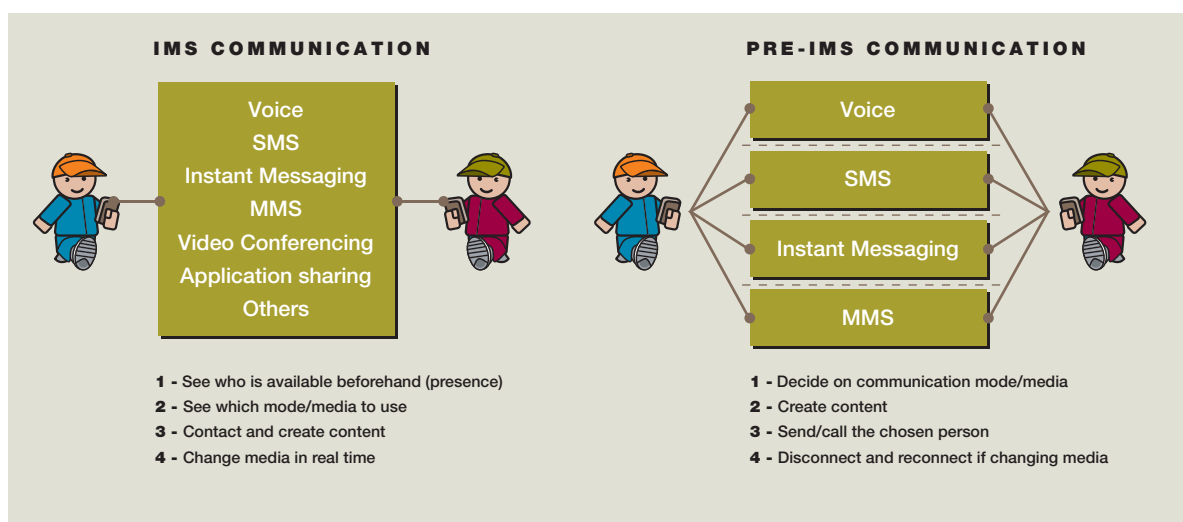 IMS COMMUNICATION
Voice
SMS
Instant Messaging
MMS
Video Conferencing
Application sharing
Others
1 - See who is available beforehand (presence)
2 - See which mode/media to use
3 - Contact and create content
4 - Change media in real time
PRE-IMS COMMUNICATION
Voice
SMS
Instant Messaging
MMS
1 - Decide on communication mode/media
2 - Create content
3 - Send/call the chosen person
4 - Disconnect and reconnect if changing media